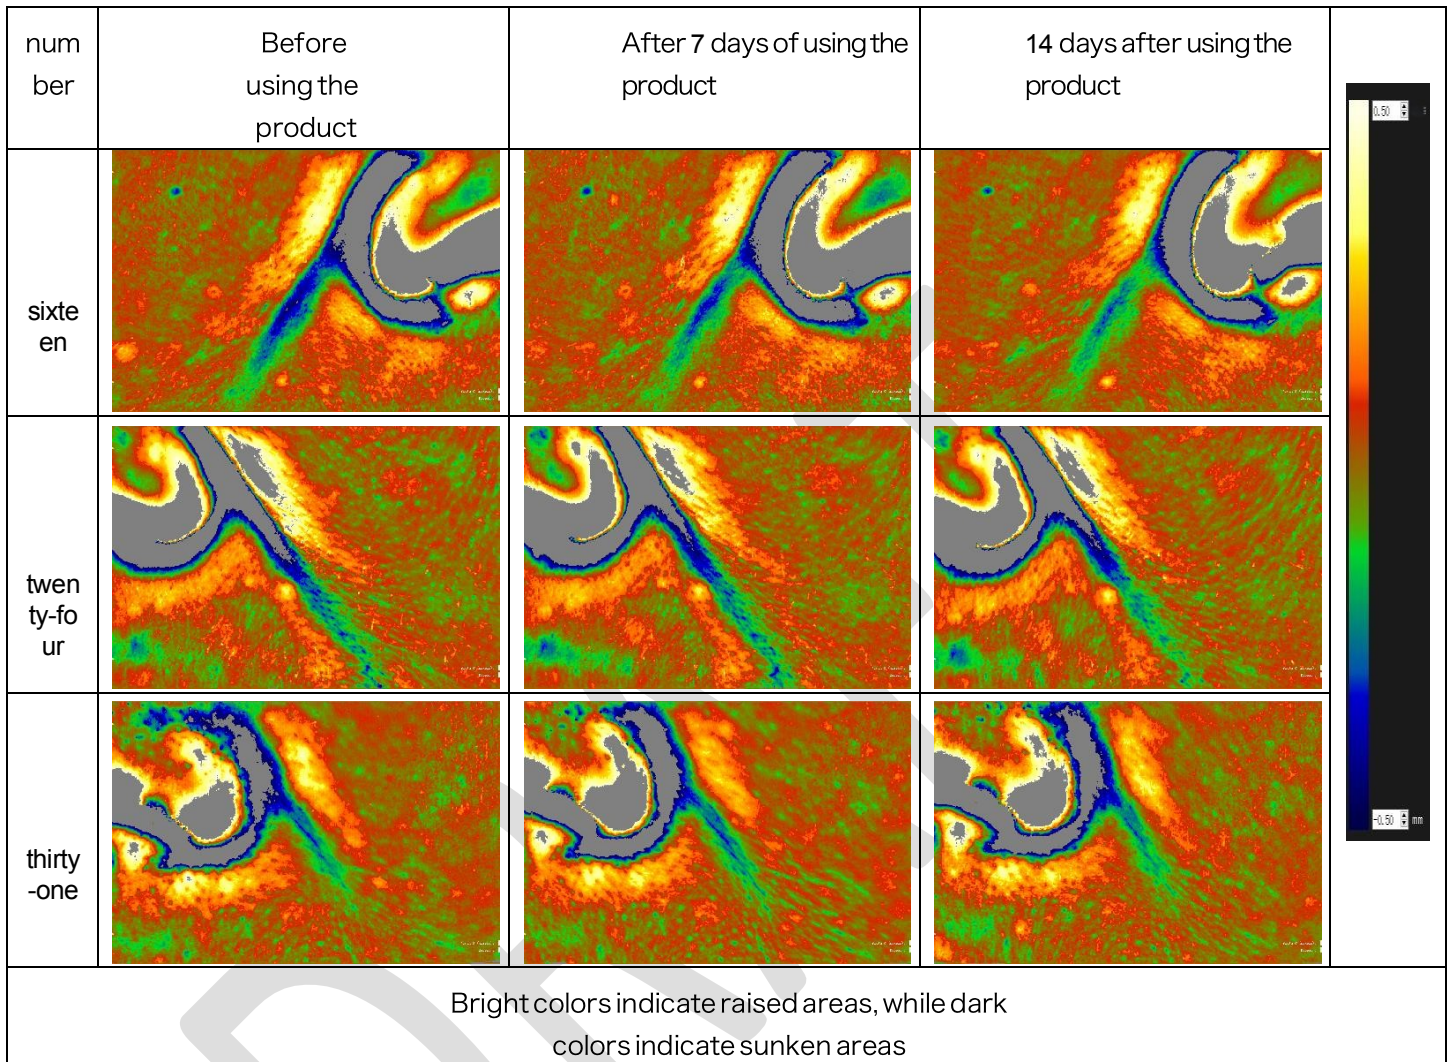 num
ber
Before
using the
product
After 7 days of using the
product
14 days after using the
product
0.50
sixte
en
twen
ty-fo
ur
thirty
-one
-0.50 mm
Bright colors indicate raised areas, while dark
colors indicate sunken areas